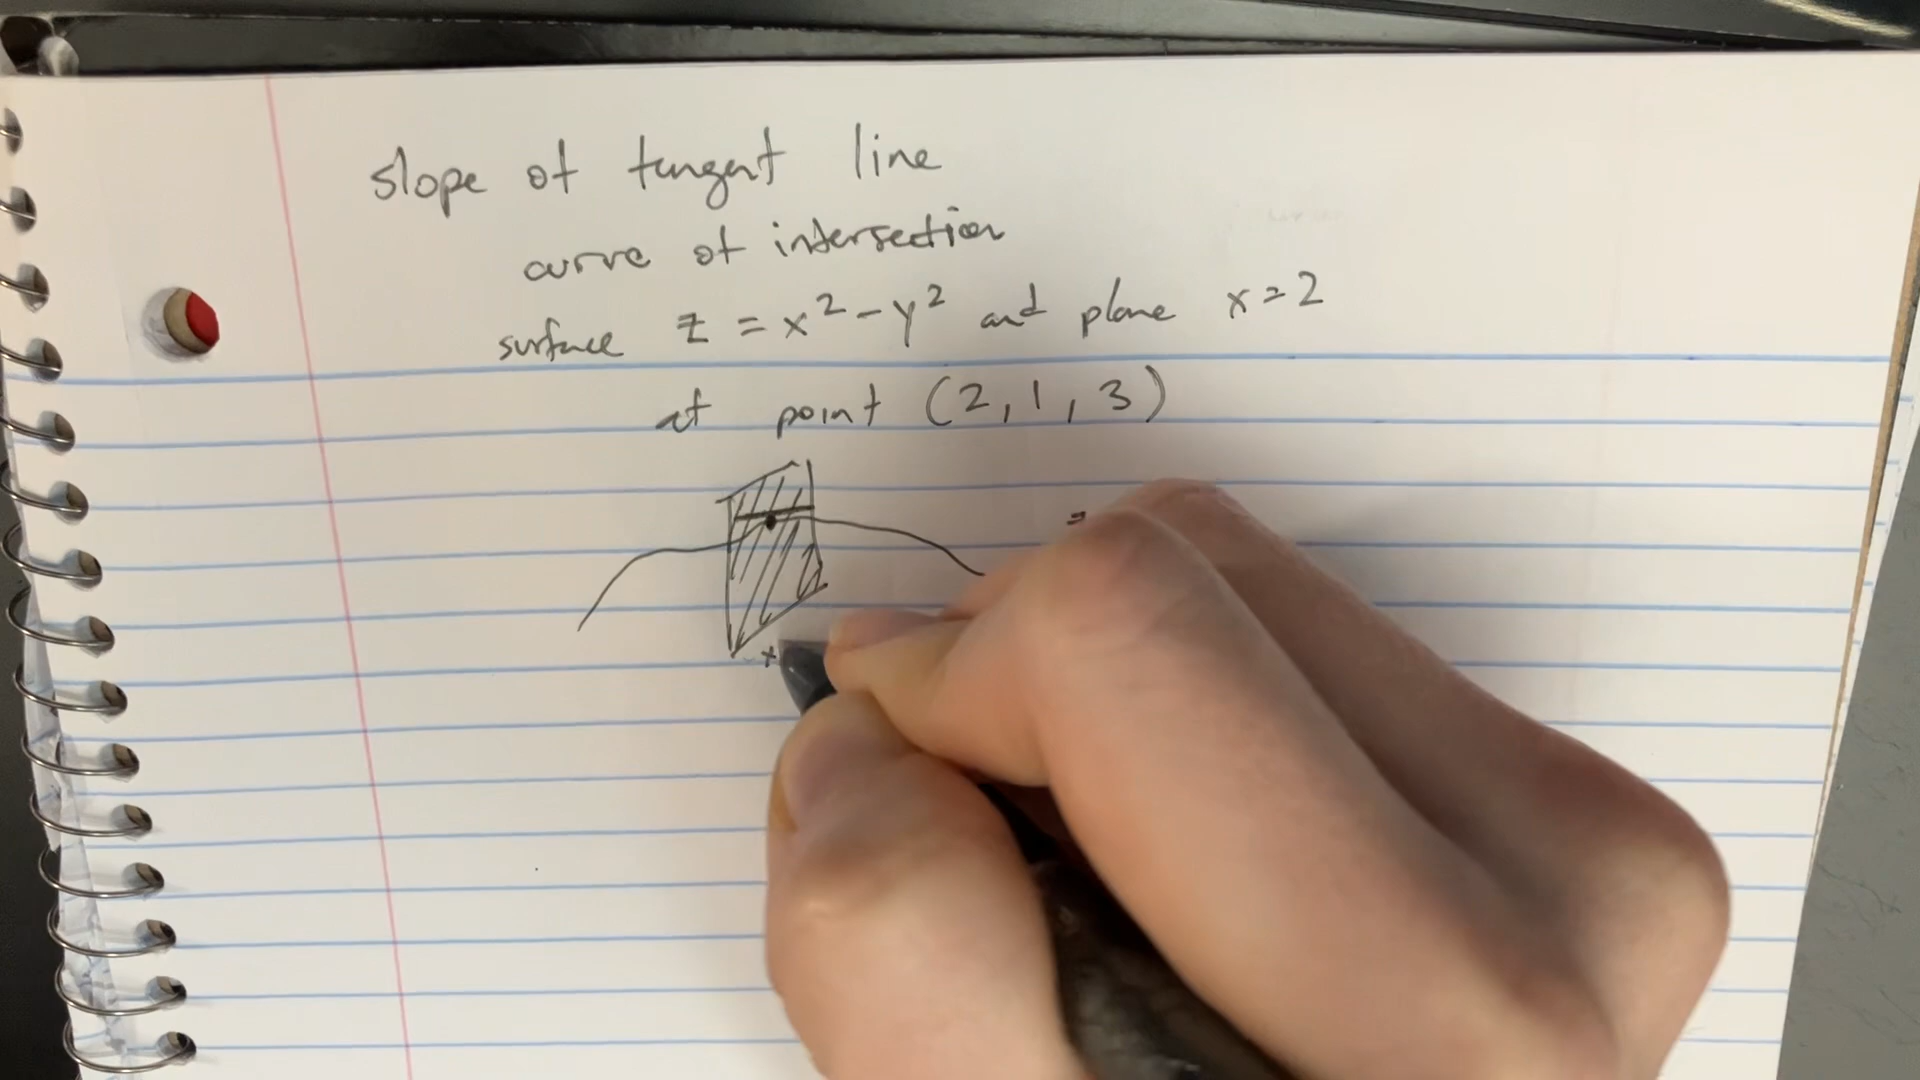 slope of tangent line
curve of intersection
surface z = x² - y² and plane x = 2
at point (2, 1, 3)
x